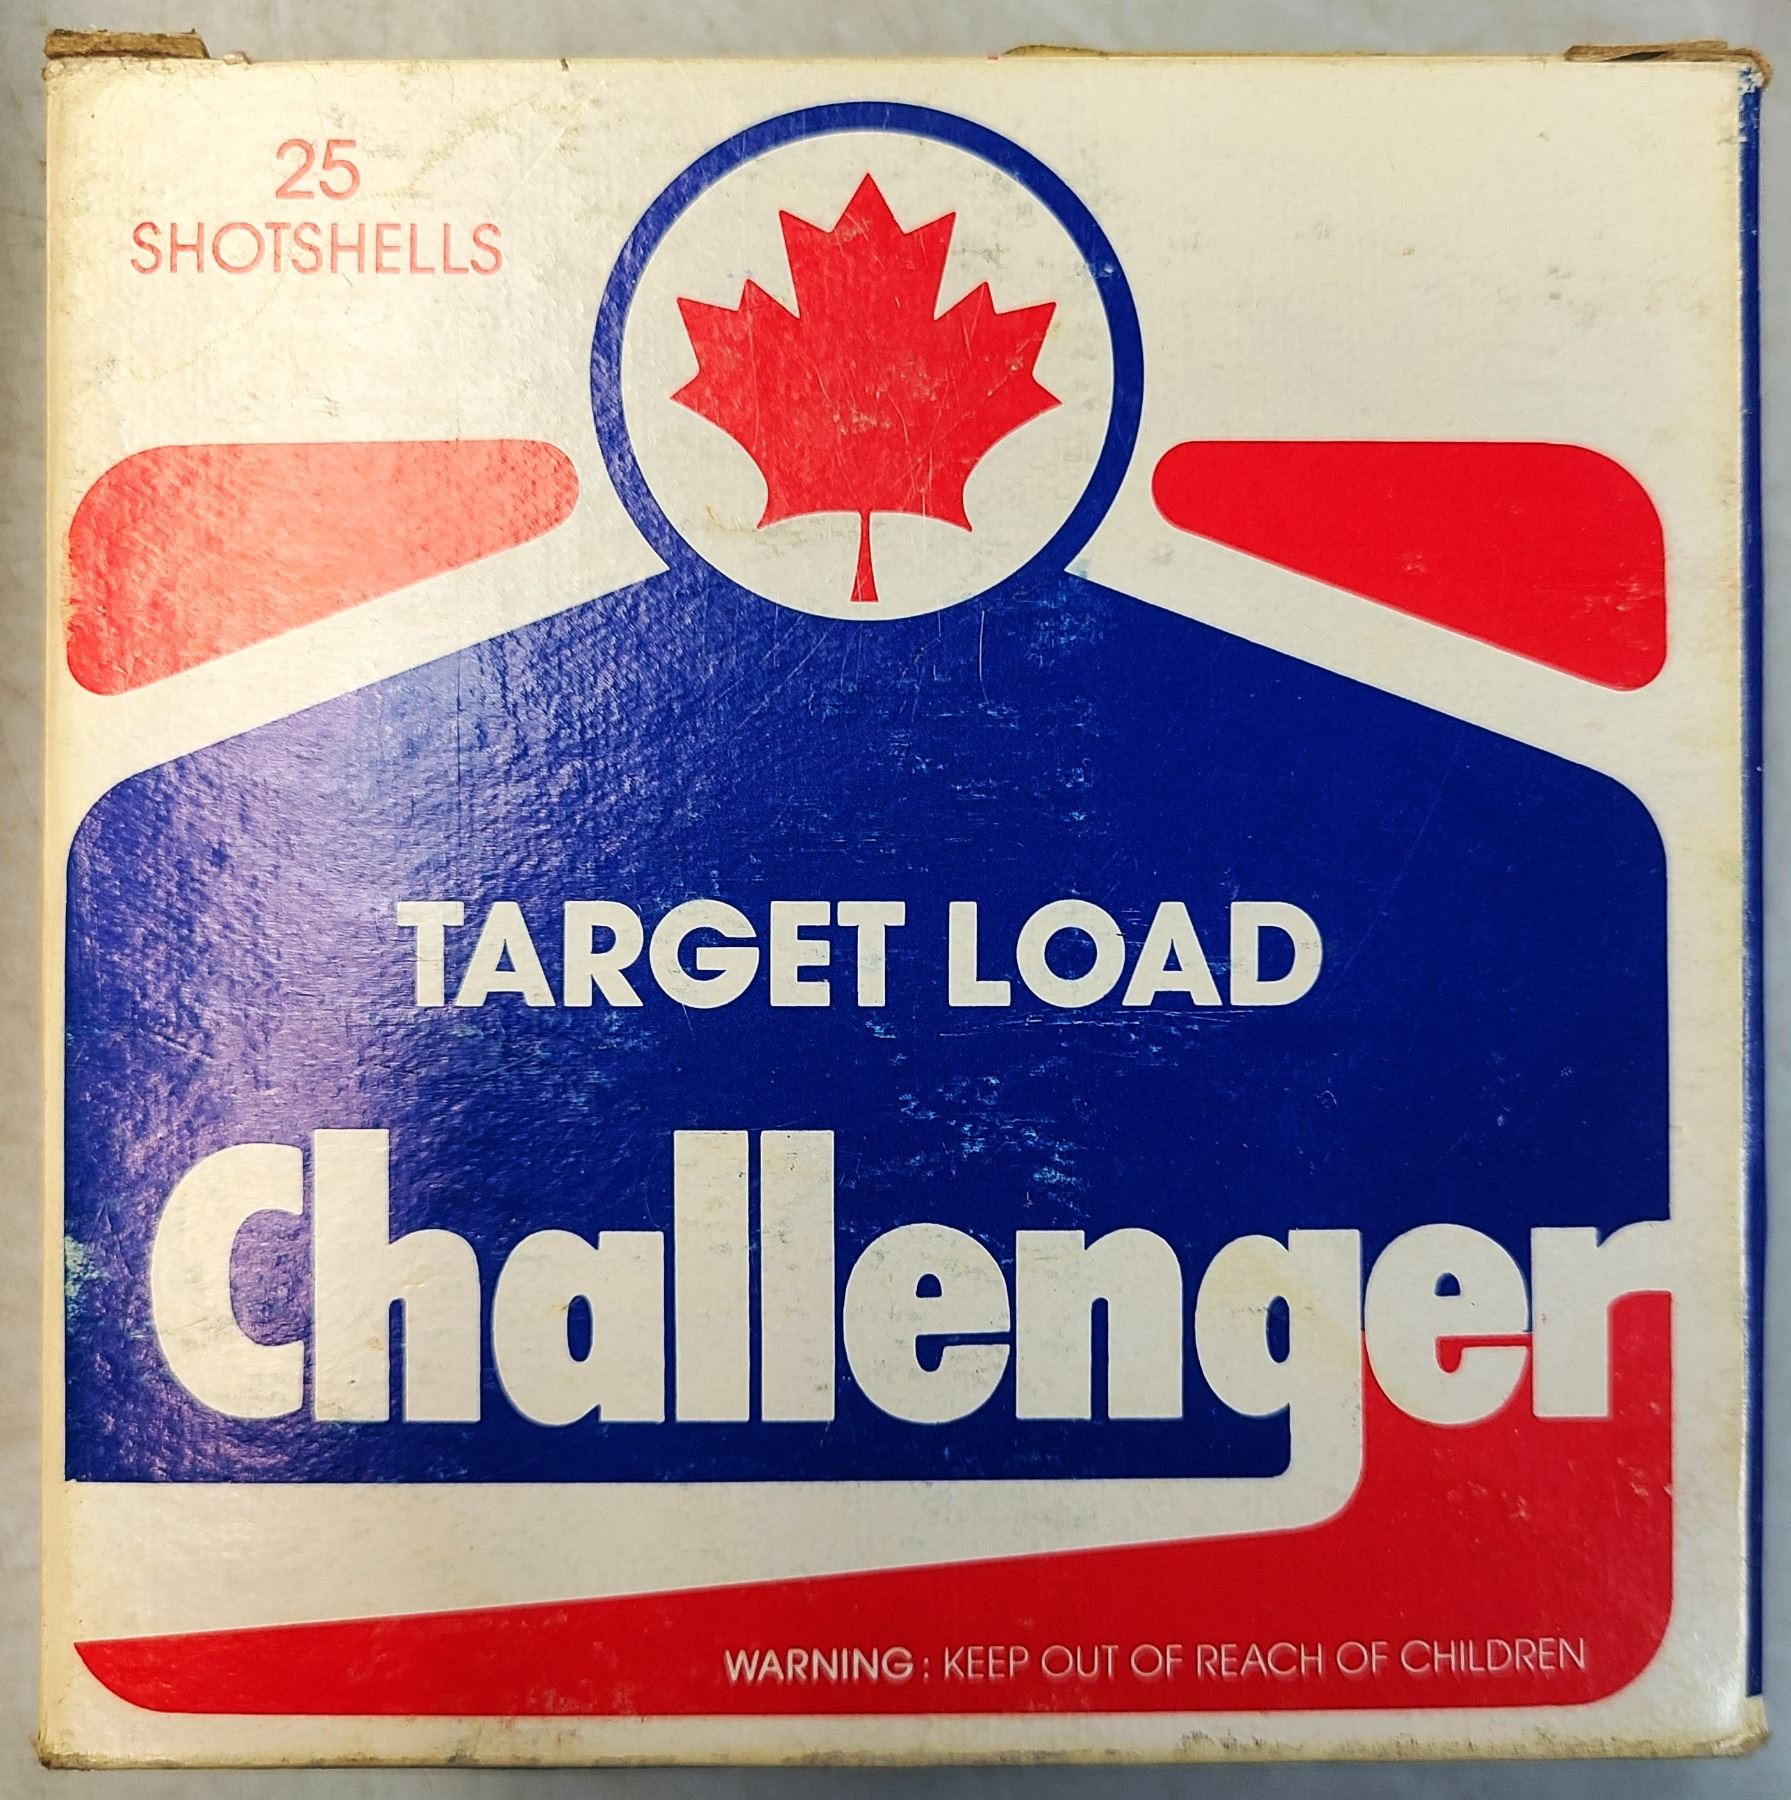 25
SHOTSHELLS
TARGET LOAD
Challenger
WARNING: KEEP OUT OF REACH OF CHILDREN